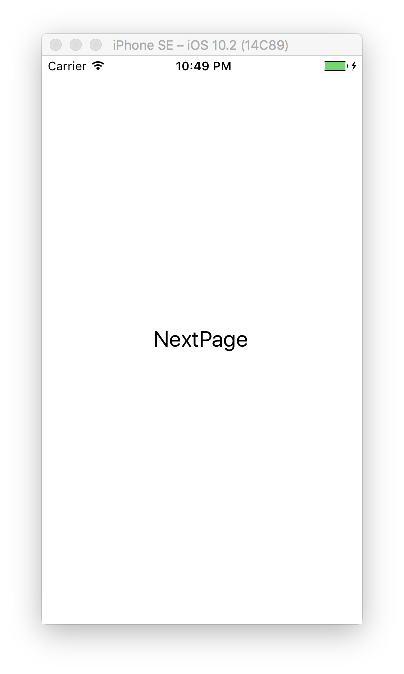 iPhone SE – iOS 10.2 (14C89)
Carrier 10:49 PM
NextPage